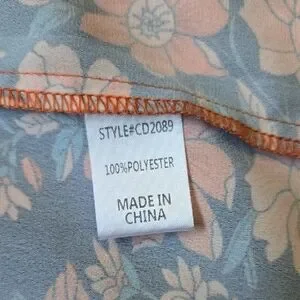 STYLE#CD2089
100%POLYESTER
MADE IN
CHINA